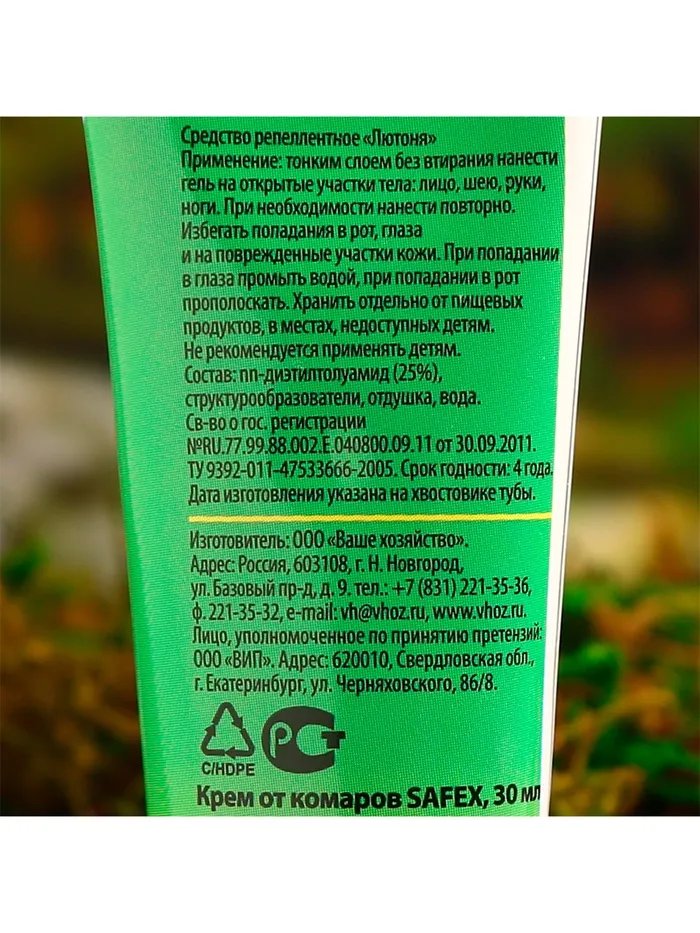 Средство репеллентное «Лютоня»
Применение: тонким слоем без втирания нанести
гель на открытые участки тела: лицо, шею, руки,
ноги. При необходимости нанести повторно.
Избегать попадания в рот, глаза
и на поврежденные участки кожи. При попадании
в глаза промыть водой, при попадании в рот
прополоскать. Хранить отдельно от пищевых
продуктов, в местах, недоступных детям.
Не рекомендуется применять детям.
Состав: пп-диэтилтолуамид (25%),
структурообразователи, отдушка, вода.
Св-во о гос. регистрации
№RU.77.99.88.002.Е.040800.09.11 от 30.09.2011.
ТУ 9392-011-47533666-2005. Срок годности: 4 года.
Дата изготовления указана на хвостовике тубы.
Изготовитель: ООО «Ваше хозяйство».
Адрес: Россия, 603108, г. Н. Новгород,
ул. Базовый пр-д, д. 9. тел.: +7 (831) 221-35-36,
ф. 221-35-32, e-mail: vh@vhoz.ru, www.vhoz.ru.
Лицо, уполномоченное по принятию претензий:
ООО «ВИП». Адрес: 620010, Свердловская обл.,
г. Екатеринбург, ул. Черняховского, 86/8.
РСТ
C/HDPE
Крем от комаров SAFEX, 30 мл